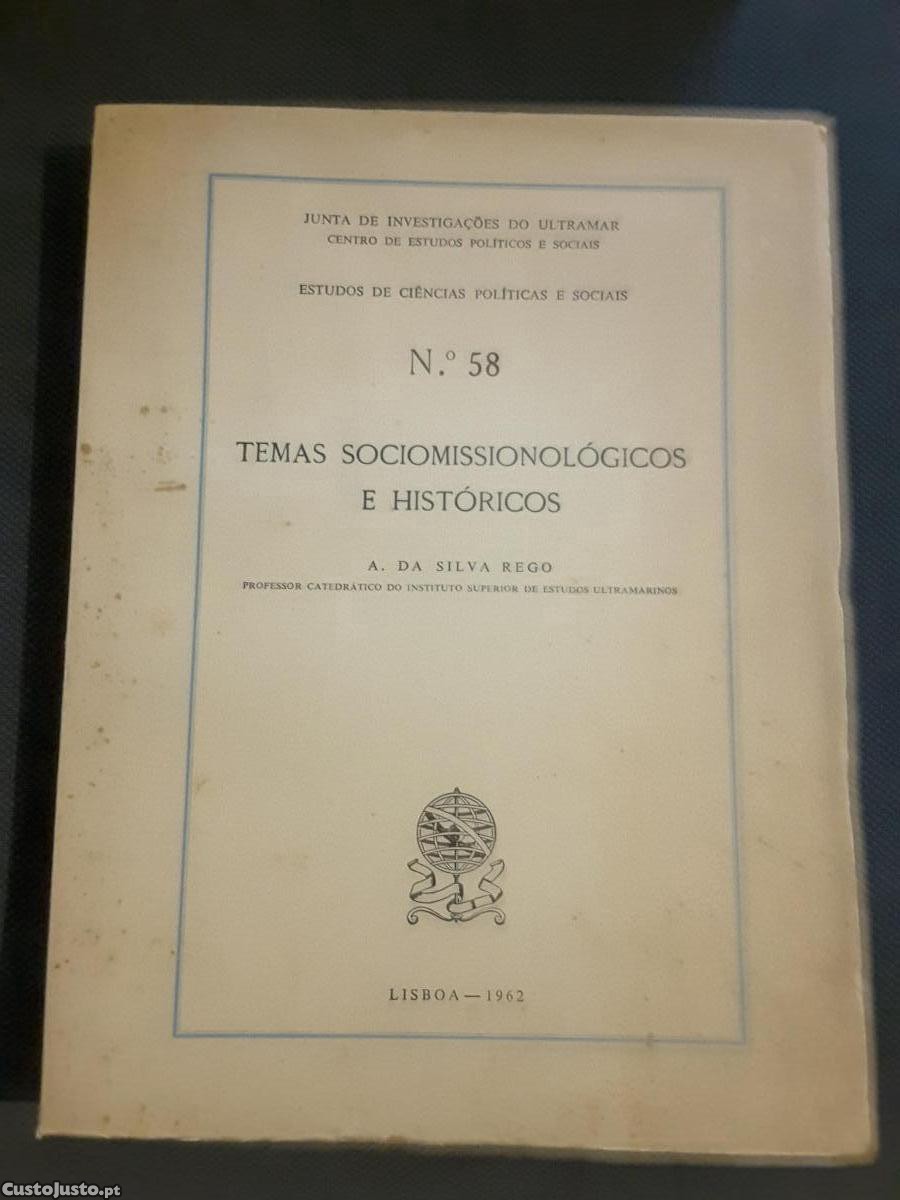 JUNTA DE INVESTIGAÇÕES DO ULTRAMAR
CENTRO DE ESTUDOS POLÍTICOS E SOCIAIS
ESTUDOS DE CIÊNCIAS POLÍTICAS E SOCIAIS
N.º 58
TEMAS SOCIOMISSIONOLÓGICOS
E HISTÓRICOS
A. DA SILVA REGO
PROFESSOR CATEDRÁTICO DO INSTITUTO SUPERIOR DE ESTUDOS ULTRAMARINOS
LISBOA — 1962
CustoJusto.pt